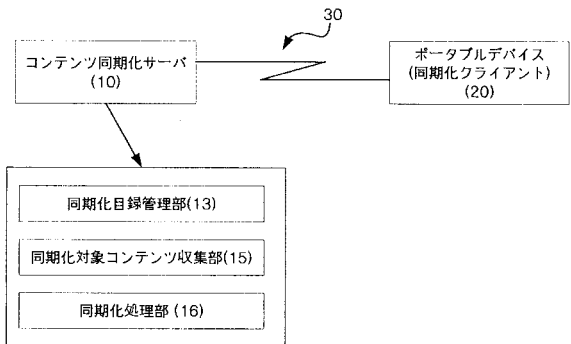 30
コンテンツ同期化サーバ
(10)
ポータブルデバイス
(同期化クライアント)
(20)
同期化目録管理部(13)
同期化対象コンテンツ収集部(15)
同期化処理部 (16)